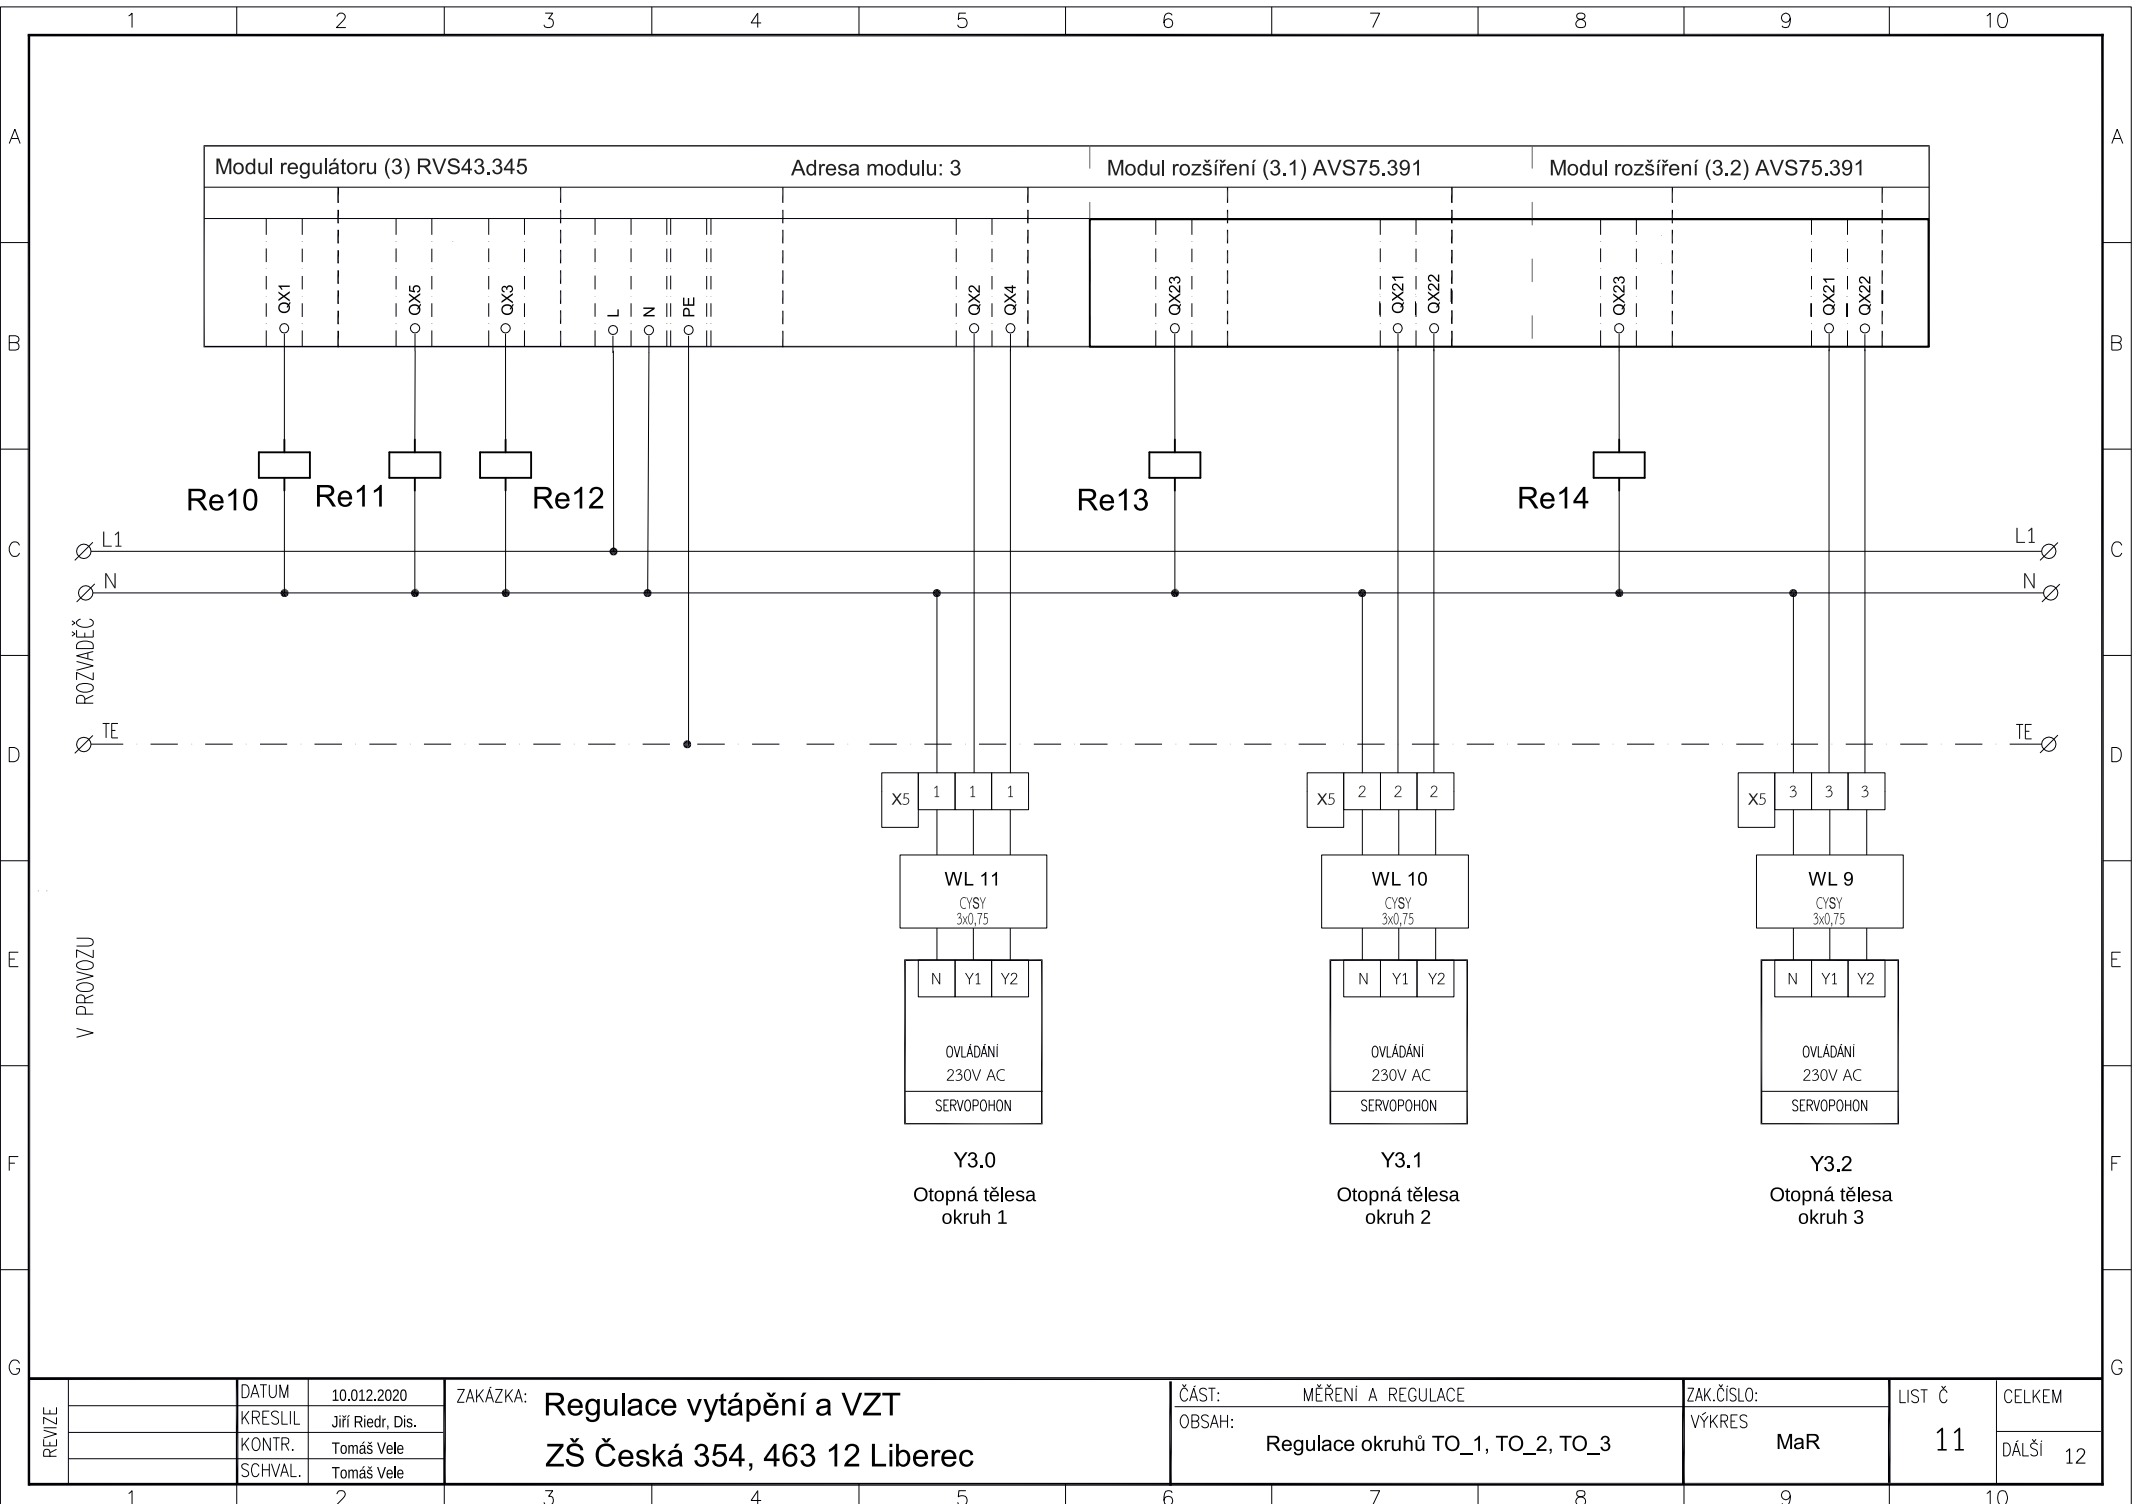 1 2 3 4 5 6 7 8 9 10
A A
Modul regulátoru (3) RVS43.345 Adresa modulu: 3 Modul rozšíření (3.1) AVS75.391 Modul rozšíření (3.2) AVS75.391
QX1 QX5 QX3 L N PE QX2 QX4 QX23 QX21 QX22 QX23 QX21 QX22
B B
Re10 Re11 Re12 Re13 Re14
L1 L1
C C
N N
ROZVADĚČ
TE TE
D D
X5 1 1 1 X5 2 2 2 X5 3 3 3
WL 11 WL 10 WL 9
CYSY CYSY CYSY
3x0,75 3x0,75 3x0,75
V PROVOZU
E E
N Y1 Y2 N Y1 Y2 N Y1 Y2
OVLÁDÁNÍ OVLÁDÁNÍ OVLÁDÁNÍ
230V AC 230V AC 230V AC
SERVOPOHON SERVOPOHON SERVOPOHON
F F
Y3.0 Y3.1 Y3.2
Otopná tělesa Otopná tělesa Otopná tělesa
okruh 1 okruh 2 okruh 3
G G
REVIZE
DATUM 10.012.2020
KRESLIL Jiří Riedr, Dis.
KONTR. Tomáš Vele
SCHVAL. Tomáš Vele
ZAKÁZKA: Regulace vytápění a VZT
ZŠ Česká 354, 463 12 Liberec
ČÁST: MĚŘENÍ A REGULACE
OBSAH:
Regulace okruhů TO_1, TO_2, TO_3
ZAK.ČÍSLO:
VÝKRES
MaR
LIST Č
11
CELKEM
DÁLŠÍ 12
1 2 3 4 5 6 7 8 9 10